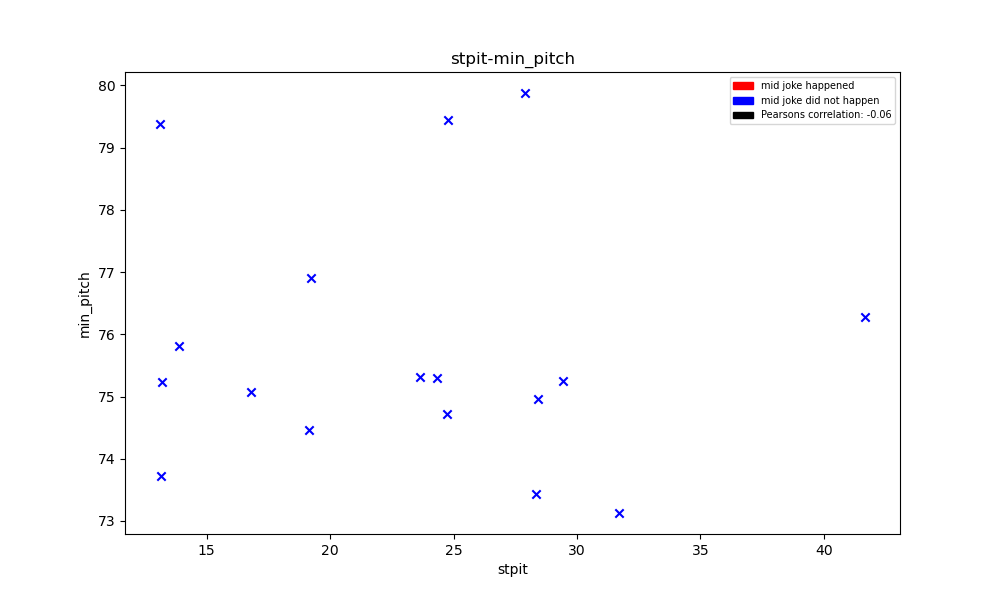 stpit-min_pitch
mid joke happened
mid joke did not happen
Pearsons correlation: -0.06
80
79
78
77
76
75
74
73
min_pitch
15
20
25
30
35
40
stpit